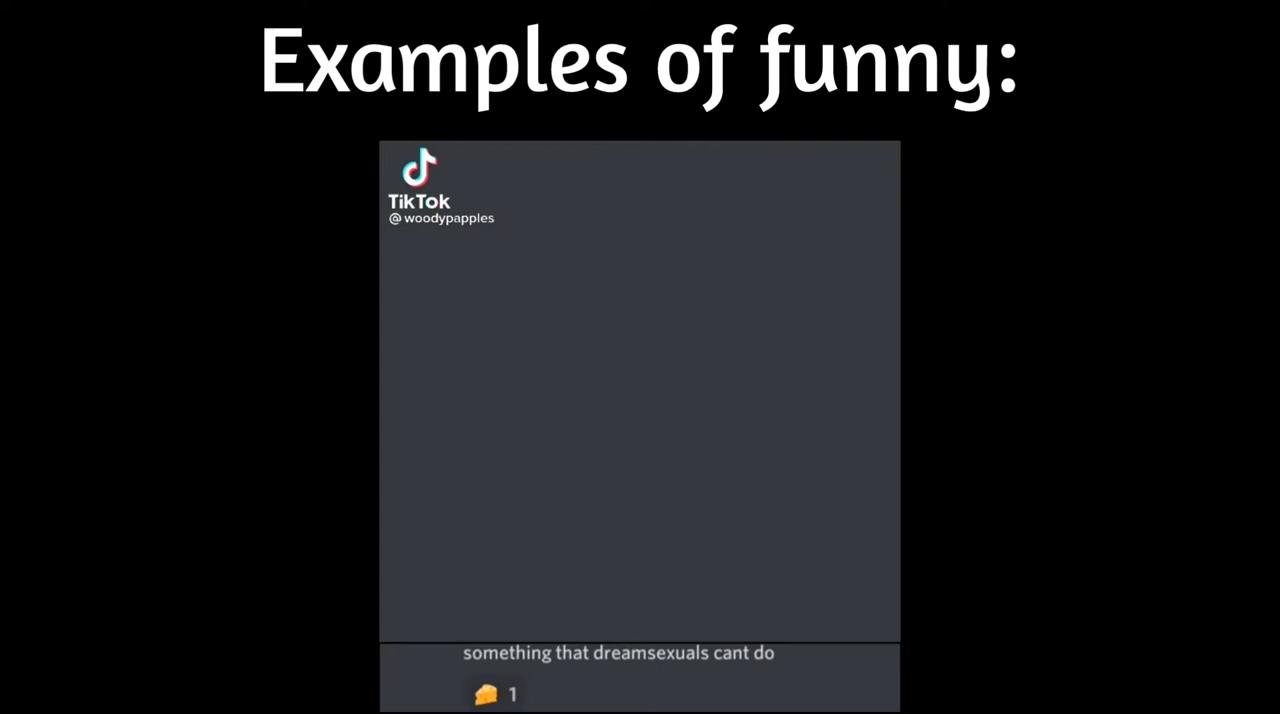 Examples of funny:
TikTok
@ woodypapples
something that dreamsexuals cant do
🧀 1